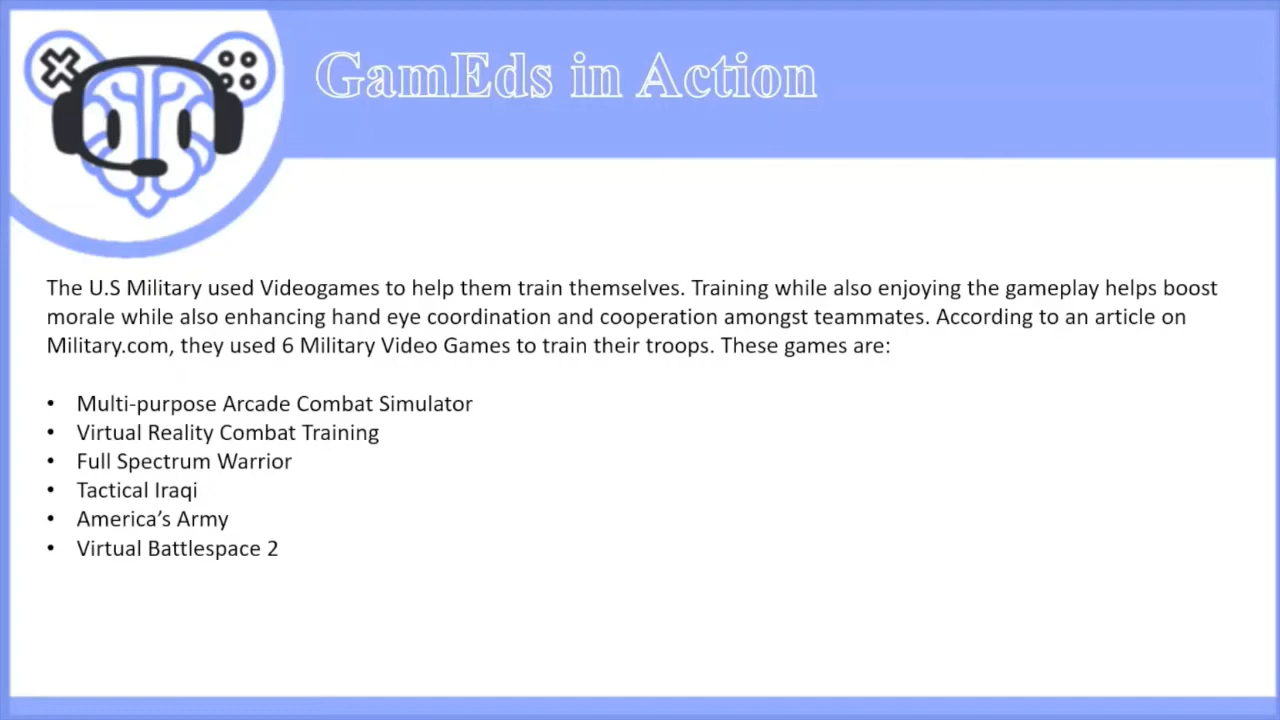 GamEds in Action
The U.S Military used Videogames to help them train themselves. Training while also enjoying the gameplay helps boost
morale while also enhancing hand eye coordination and cooperation amongst teammates. According to an article on
Military.com, they used 6 Military Video Games to train their troops. These games are:
• Multi-purpose Arcade Combat Simulator
• Virtual Reality Combat Training
• Full Spectrum Warrior
• Tactical Iraqi
• America’s Army
• Virtual Battlespace 2